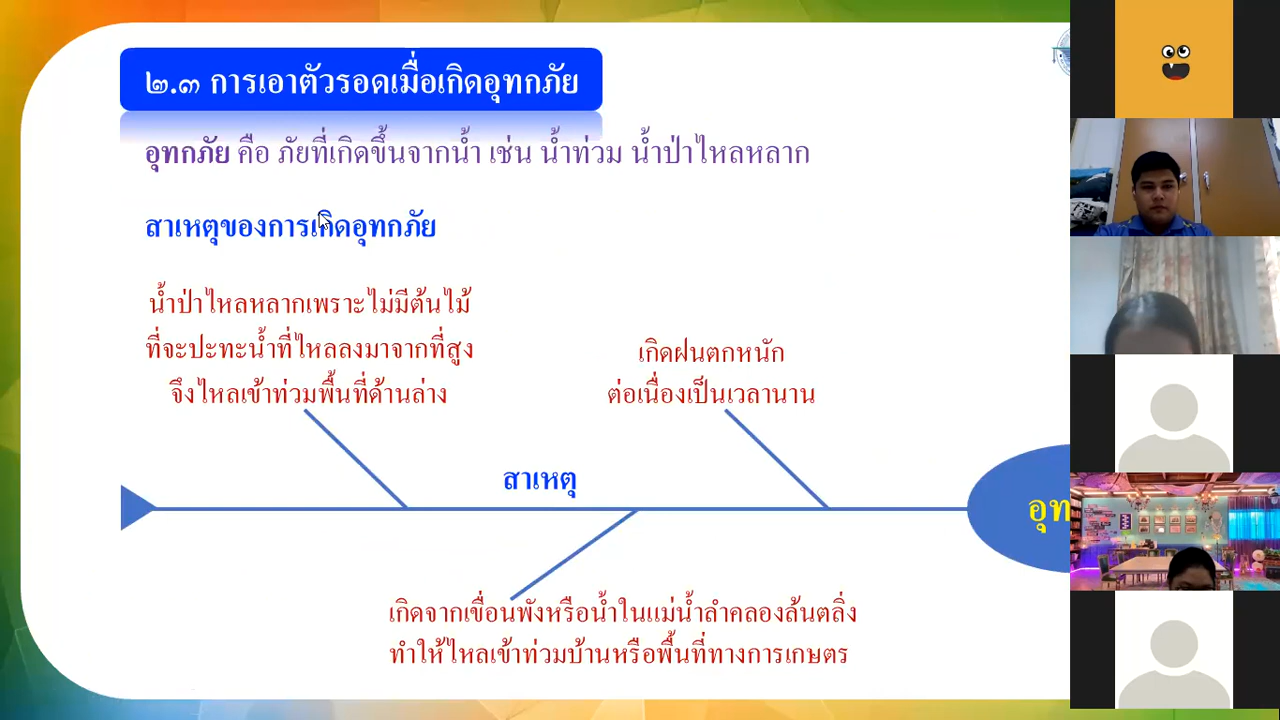 ๒.๓ การเอาตัวรอดเมื่อเกิดอุทกภัย
อุทกภัย คือ ภัยที่เกิดขึ้นจากน้ำ เช่น น้ำท่วม น้ำป่าไหลหลาก
สาเหตุของการเกิดอุทกภัย
น้ำป่าไหลหลากเพราะไม่มีต้นไม้
ที่จะปะทะน้ำที่ไหลลงมาจากที่สูง
จึงไหลเข้าท่วมพื้นที่ด้านล่าง
เกิดฝนตกหนัก
ต่อเนื่องเป็นเวลานาน
สาเหตุ
อุท
เกิดจากเขื่อนพังหรือน้ำในแม่น้ำลำคลองล้นตลิ่ง
ทำให้ไหลเข้าท่วมบ้านหรือพื้นที่ทางการเกษตร